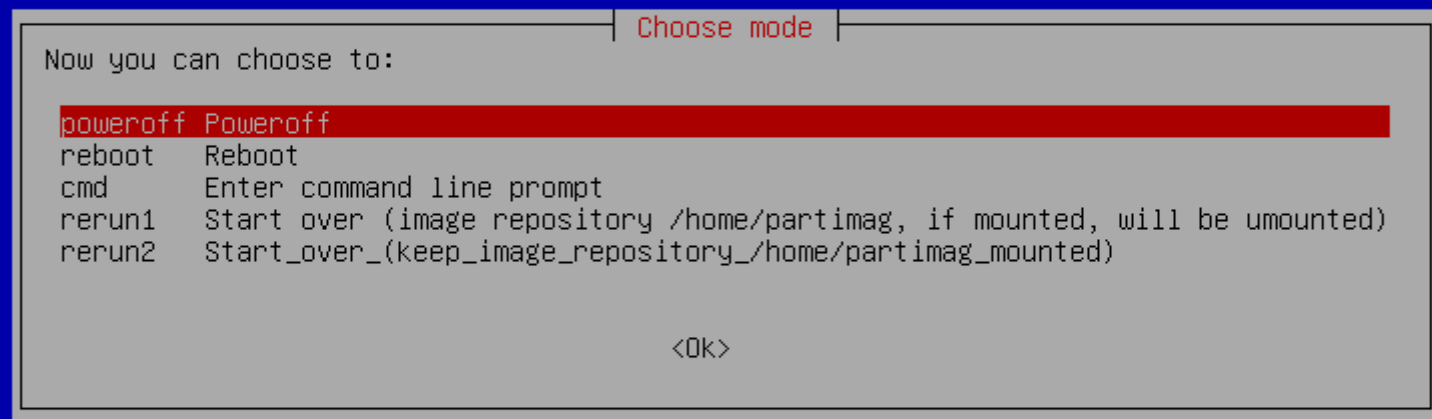 Choose mode
Now you can choose to:
poweroff Poweroff
reboot Reboot
cmd Enter command line prompt
rerun1 Start over (image repository /home/partimag, if mounted, will be umounted)
rerun2 Start_over_(keep_image_repository_/home/partimag_mounted)
<Ok>